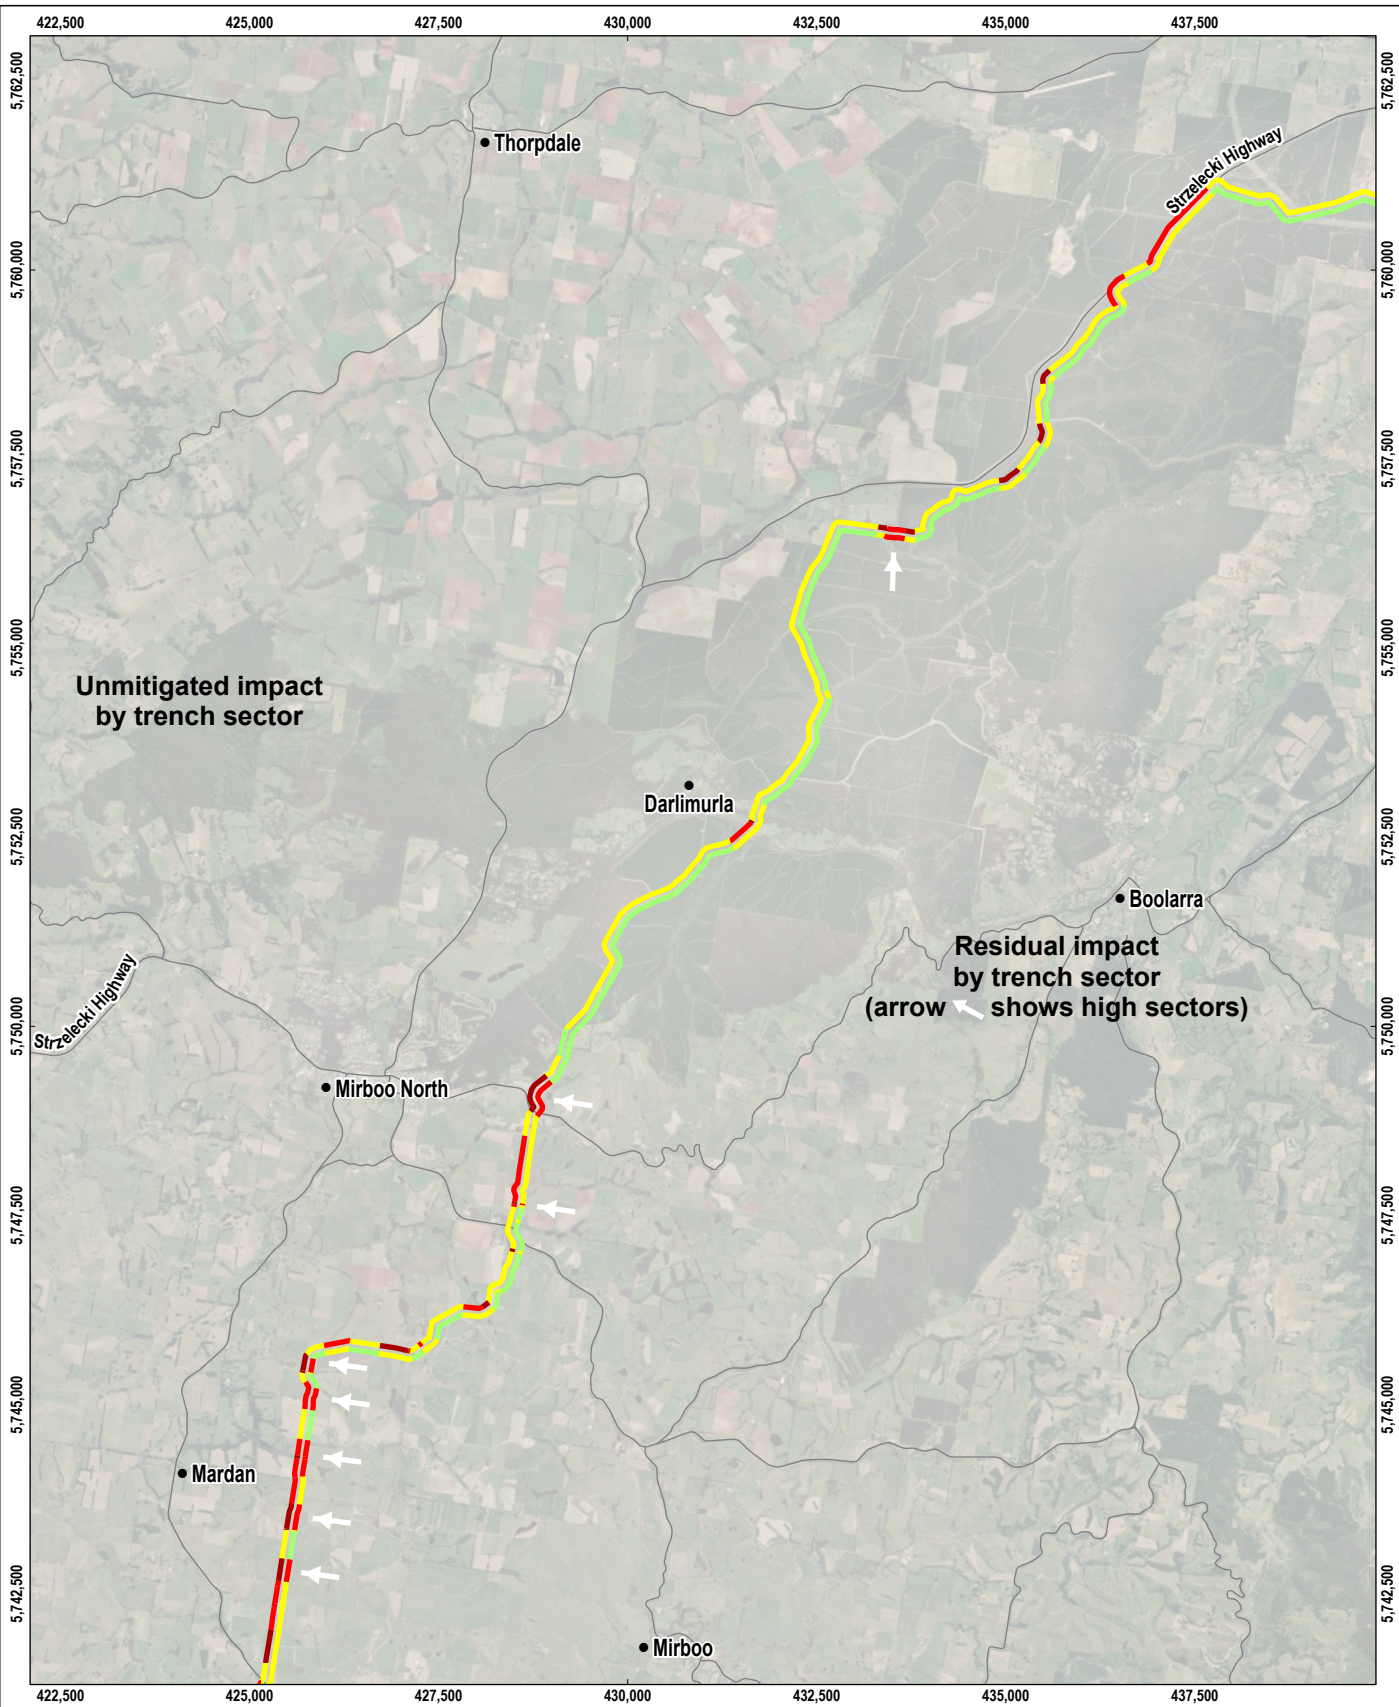 422,500 425,000 427,500 430,000 432,500 435,000 437,500
5,762,500
5,762,500
Thorpdale
Strzelecki Highway
5,760,000
5,760,000
5,757,500
5,757,500
5,755,000
5,755,000
Unmitigated impact
by trench sector
Darlimurla
5,752,500
5,752,500
Boolarra
Residual impact
by trench sector
(arrow shows high sectors)
Strzelecki Highway
5,750,000
5,750,000
Mirboo North
5,747,500
5,747,500
5,745,000
5,745,000
Mardan
5,742,500
5,742,500
Mirboo
422,500 425,000 427,500 430,000 432,500 435,000 437,500